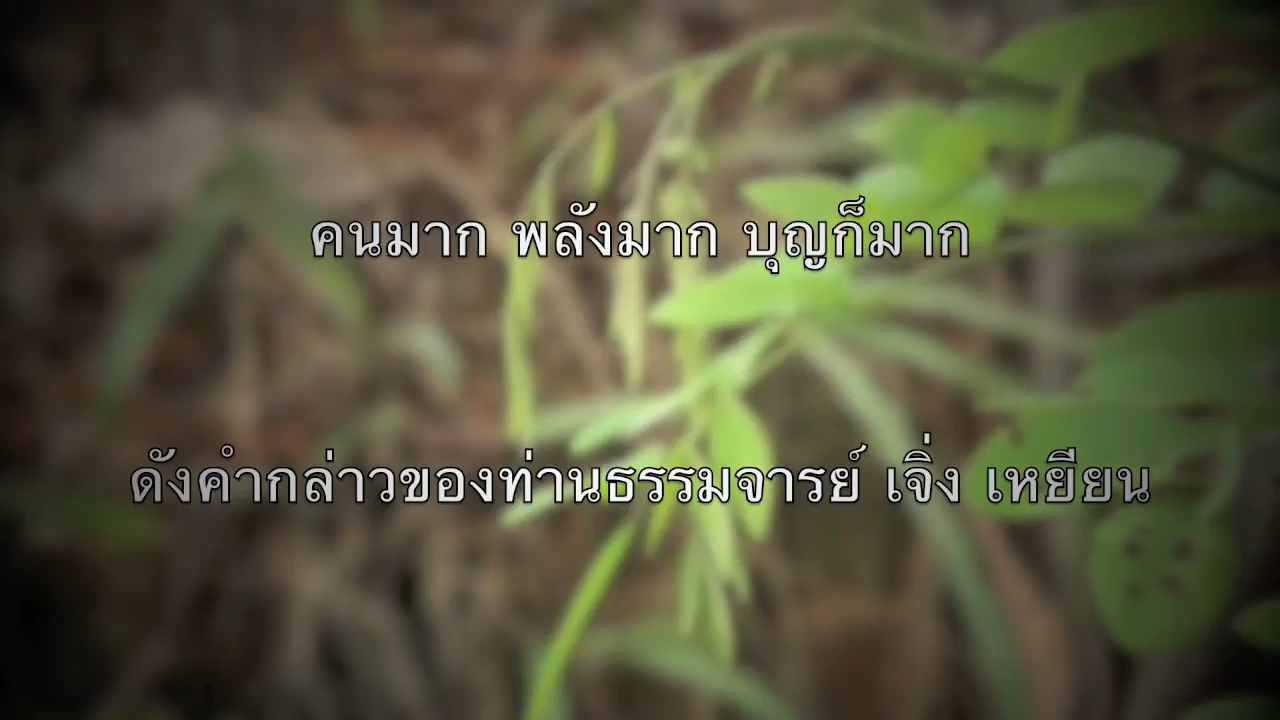 คนมาก พลังมาก บุญก็มาก
ดังคำกล่าวของท่านธรรมจารย์ เจิ่ง เหยียน